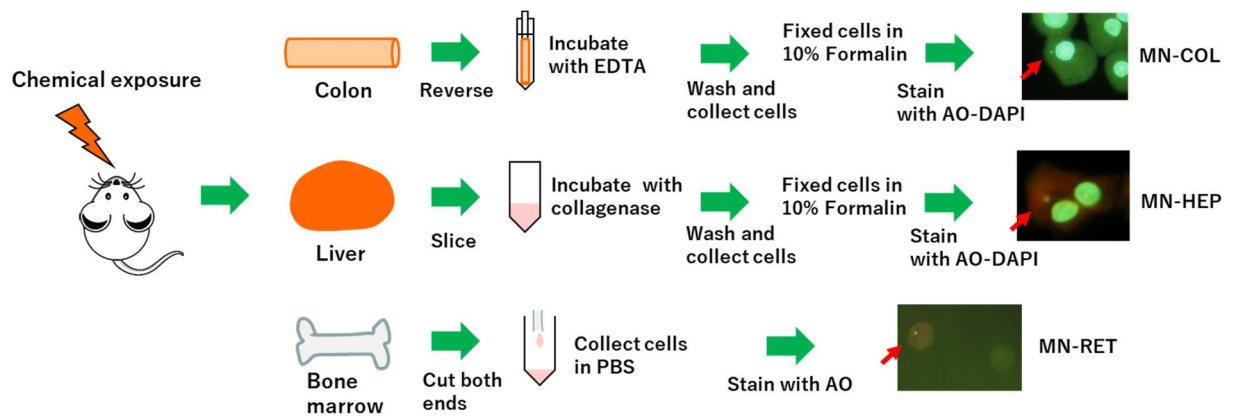 Chemical exposure
Colon
Reverse
Incubate
with EDTA
Wash and
collect cells
Fixed cells in
10% Formalin
Stain
with AO-DAPI
MN-COL
Liver
Slice
Incubate with
collagenase
Wash and
collect cells
Fixed cells in
10% Formalin
Stain
with AO-DAPI
MN-HEP
Bone
marrow
Cut both
ends
Collect cells
in PBS
Stain with AO
MN-RET